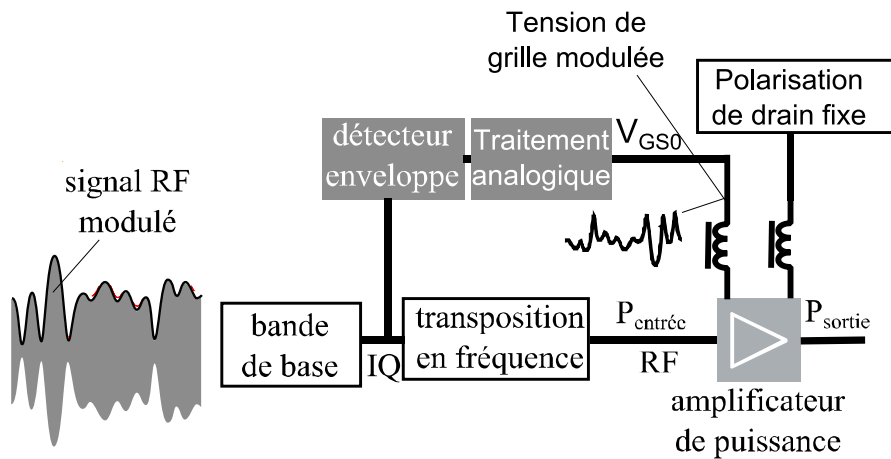 Tension de
grille modulée
Polarisation
de drain fixe
détecteur
enveloppe
Traitement
analogique
V_GS0
signal RF
modulé
bande
de base
IQ
transposition
en fréquence
P_entrée
RF
P_sortie
amplificateur
de puissance